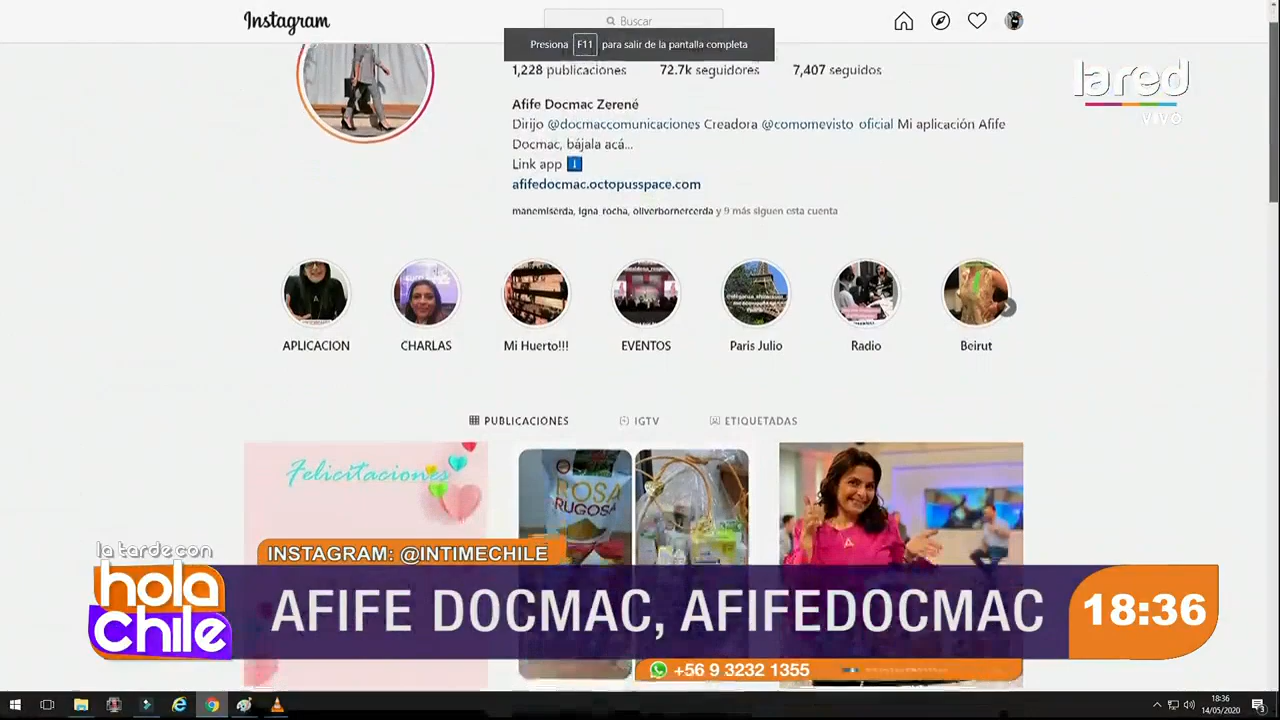 Instagram
Buscar
Presiona F11 para salir de la pantalla completa
1,228 publicaciones 72.7k seguidores 7,407 seguidos
lared
VIVO
Afife Docmac Zerené
Dirijo @docmaccomunicaciones Creadora @comomevisto_oficial Mi aplicación Afife
Docmac, bájala acá...
Link app
afifedocmac.octopusspace.com
manemiserda, igna_rocha, oliverbornercerda y 9 más siguen esta cuenta
APLICACION CHARLAS Mi Huerto!!! EVENTOS Paris Julio Radio Beirut
PUBLICACIONES IGTV ETIQUETADAS
Felicitaciones
ROSA
RUGOSA
la tarde con
hola
chile
INSTAGRAM: @INTIMECHILE
AFIFE DOCMAC, AFIFEDOCMAC
18:36
+56 9 3232 1355
18:36
14/05/2020
3